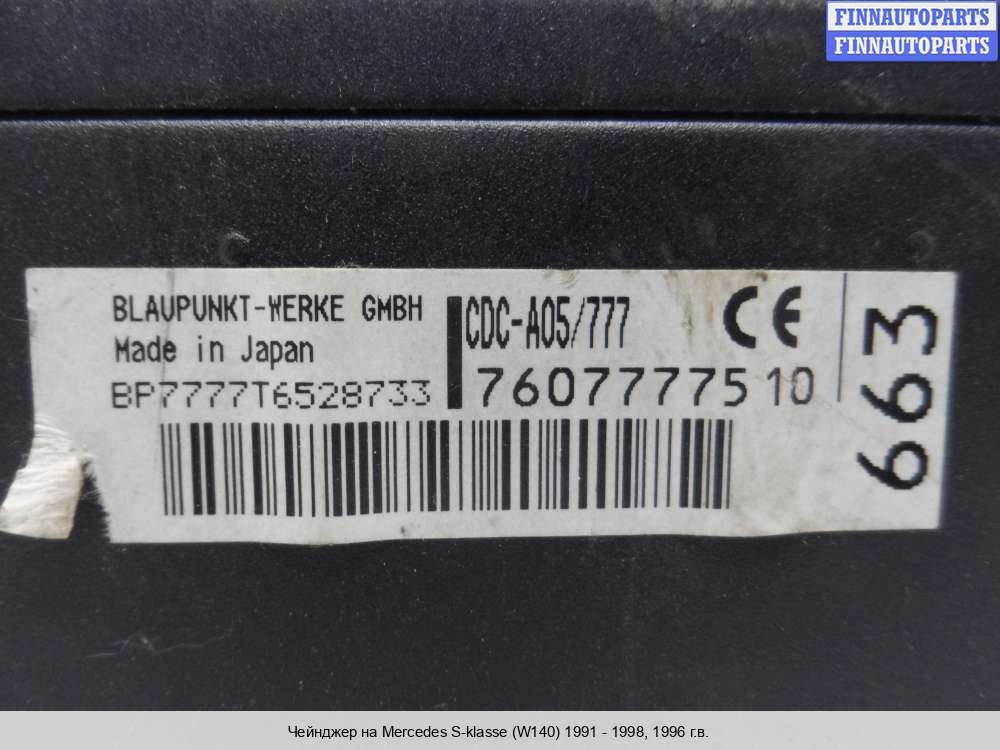 FINNAUTOPARTS
FINNAUTOPARTS
BLAUPUNKT-WERKE GMBH
Made in Japan
BP7777T6528733
CDC-A05/777
7607777510
CE
663
Чейнджер на Mercedes S-klasse (W140) 1991 - 1998, 1996 г.в.